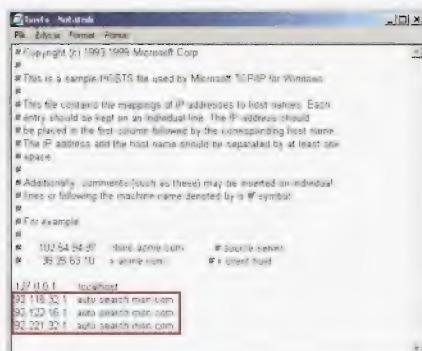 hosts - Notatnik
Plik Edycja Format Pomoc
# Copyright (c) 1993-1999 Microsoft Corp.
#
# This is a sample HOSTS file used by Microsoft TCP/IP for Windows.
#
# This file contains the mappings of IP addresses to host names. Each
# entry should be kept on an individual line. The IP address should
# be placed in the first column followed by the corresponding host name.
# The IP address and the host name should be separated by at least one
# space.
#
# Additionally, comments (such as these) may be inserted on individual
# lines or following the machine name denoted by a '#' symbol.
#
# For example:
#
# 102.54.94.97 rhino.acme.com # source server
# 38.25.63.10 x.acme.com # x client host
127.0.0.1 localhost
auto.search.msn.com
auto.search.msn.com
auto.search.msn.com